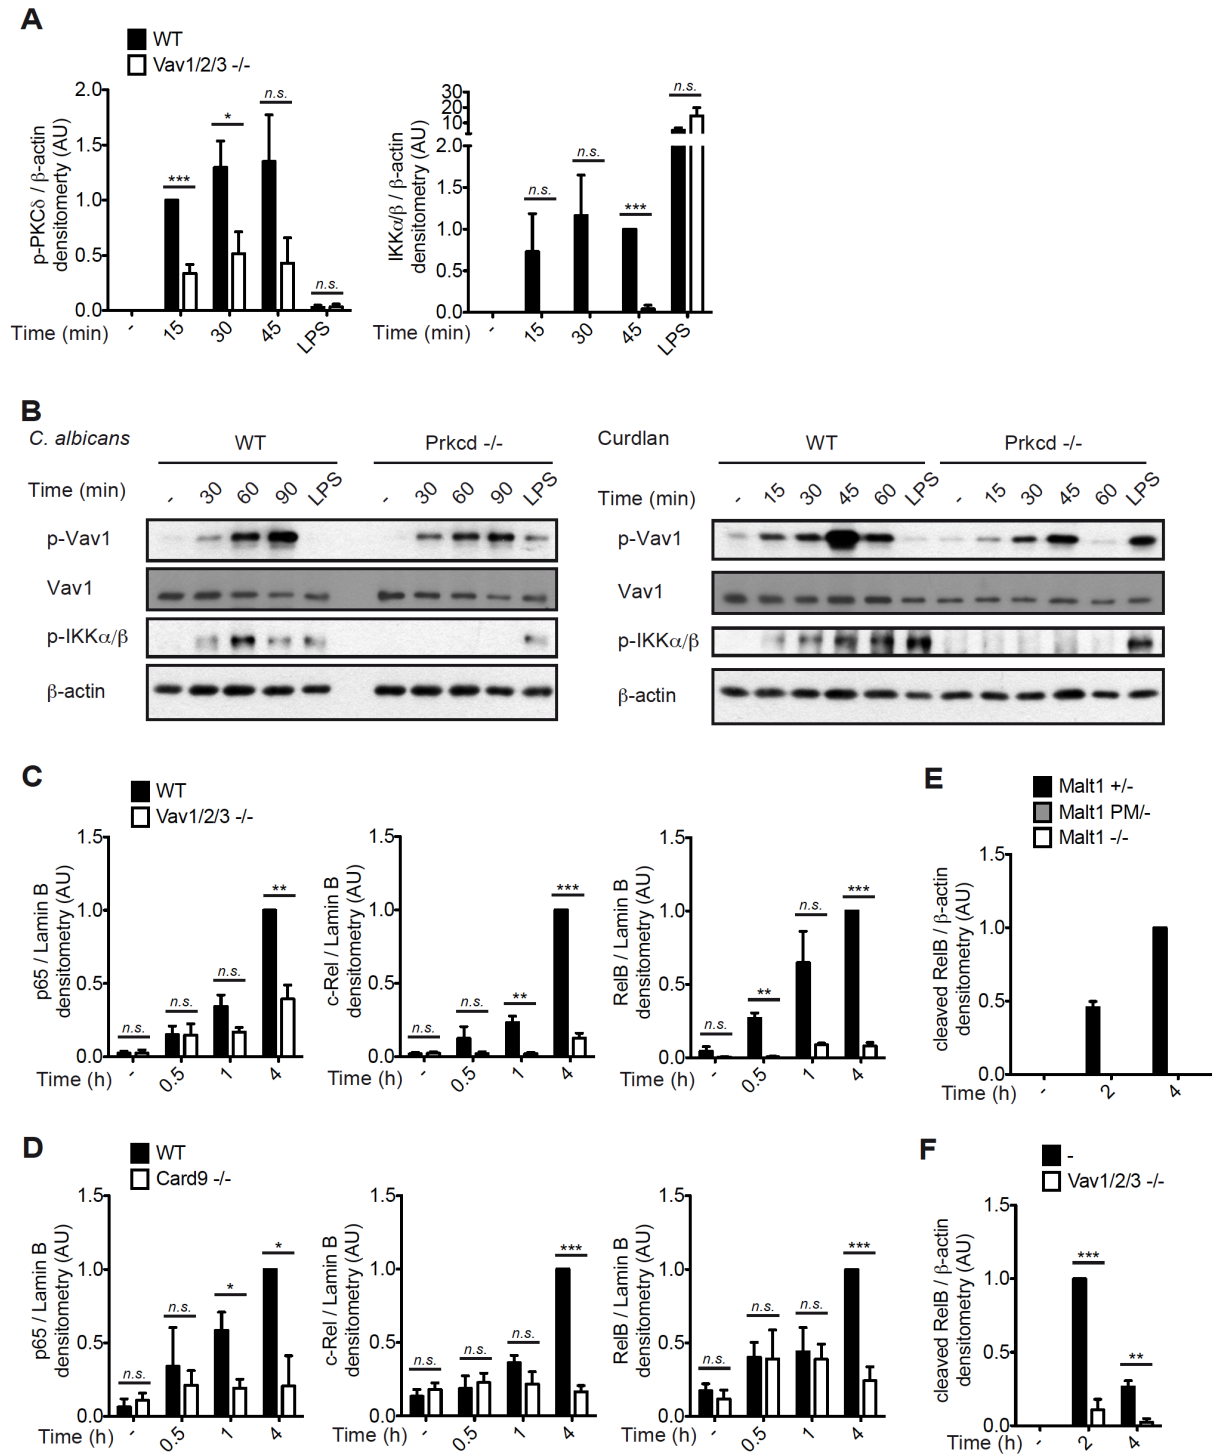 A
WT
Vav1/2/3 -/-
p-PKCδ / β-actin
densitomerty (AU)
2.0
1.5
1.0
0.5
0.0
***
*
n.s.
n.s.
Time (min)
-
15
30
45
LPS
IKKα/β / β-actin
densitometry (AU)
30
20
10
2.0
1.5
1.0
0.5
0.0
n.s.
n.s.
***
n.s.
-
15
30
45
LPS
B
C. albicans
WT
Prkcd -/-
Time (min)
- 30 60 90 LPS - 30 60 90 LPS
p-Vav1
Vav1
p-IKKα/β
β-actin
Curdlan
WT
Prkcd -/-
Time (min)
- 15 30 45 60 LPS - 15 30 45 60 LPS
p-Vav1
Vav1
p-IKKα/β
β-actin
C
WT
Vav1/2/3 -/-
p65 / Lamin B
densitometry (AU)
1.5
1.0
0.5
0.0
n.s.
n.s.
n.s.
**
Time (h)
-
0.5
1
4
c-Rel / Lamin B
densitometry (AU)
1.5
1.0
0.5
0.0
n.s.
n.s.
**
***
Time (h)
-
0.5
1
4
RelB / Lamin B
densitometry (AU)
1.5
1.0
0.5
0.0
n.s.
**
n.s.
***
Time (h)
-
0.5
1
4
E
Malt1 +/-
Malt1 PM/-
Malt1 -/-
cleaved RelB / β-actin
densitometry (AU)
1.5
1.0
0.5
0.0
Time (h)
-
2
4
D
WT
Card9 -/-
p65 / Lamin B
densitometry (AU)
1.5
1.0
0.5
0.0
n.s.
n.s.
*
*
Time (h)
-
0.5
1
4
c-Rel / Lamin B
densitometry (AU)
1.5
1.0
0.5
0.0
n.s.
n.s.
n.s.
***
Time (h)
-
0.5
1
4
RelB / Lamin B
densitometry (AU)
1.5
1.0
0.5
0.0
n.s.
n.s.
n.s.
***
Time (h)
-
0.5
1
4
F
-
Vav1/2/3 -/-
cleaved RelB / β-actin
densitometry (AU)
1.5
1.0
0.5
0.0
***
**
Time (h)
-
2
4